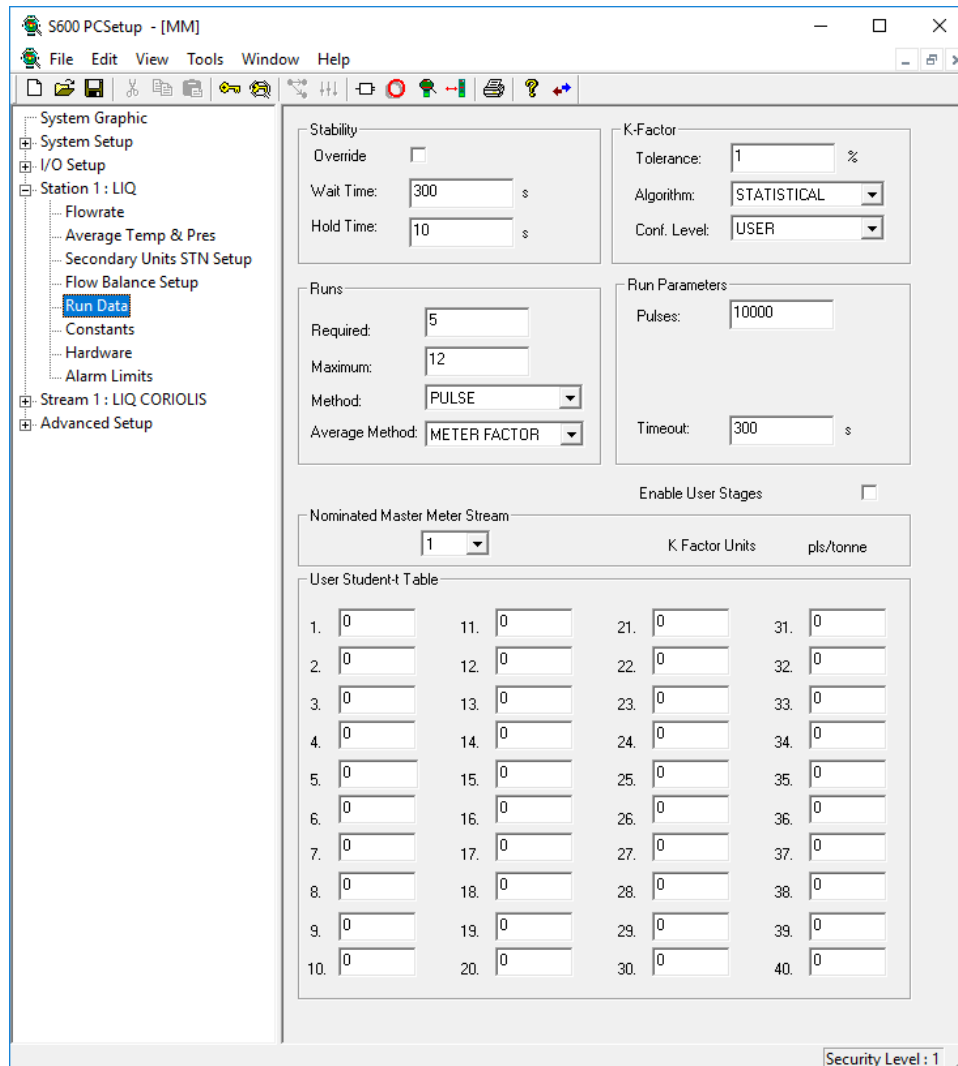 S600 PCSetup - [MM]
File Edit View Tools Window Help
System Graphic
System Setup
I/O Setup
Station 1 : LIQ
Flowrate
Average Temp & Pres
Secondary Units STN Setup
Flow Balance Setup
Run Data
Constants
Hardware
Alarm Limits
Stream 1 : LIQ CORIOLIS
Advanced Setup
Stability
Override
Wait Time: 300 s
Hold Time: 10 s
K-Factor
Tolerance: 1 %
Algorithm: STATISTICAL
Conf. Level: USER
Runs
Required: 5
Maximum: 12
Method: PULSE
Average Method: METER FACTOR
Run Parameters
Pulses: 10000
Timeout: 300 s
Enable User Stages
Nominated Master Meter Stream
1 K Factor Units pls/tonne
User Student-t Table
1. 0 11. 0 21. 0 31. 0
2. 0 12. 0 22. 0 32. 0
3. 0 13. 0 23. 0 33. 0
4. 0 14. 0 24. 0 34. 0
5. 0 15. 0 25. 0 35. 0
6. 0 16. 0 26. 0 36. 0
7. 0 17. 0 27. 0 37. 0
8. 0 18. 0 28. 0 38. 0
9. 0 19. 0 29. 0 39. 0
10. 0 20. 0 30. 0 40. 0
Security Level : 1